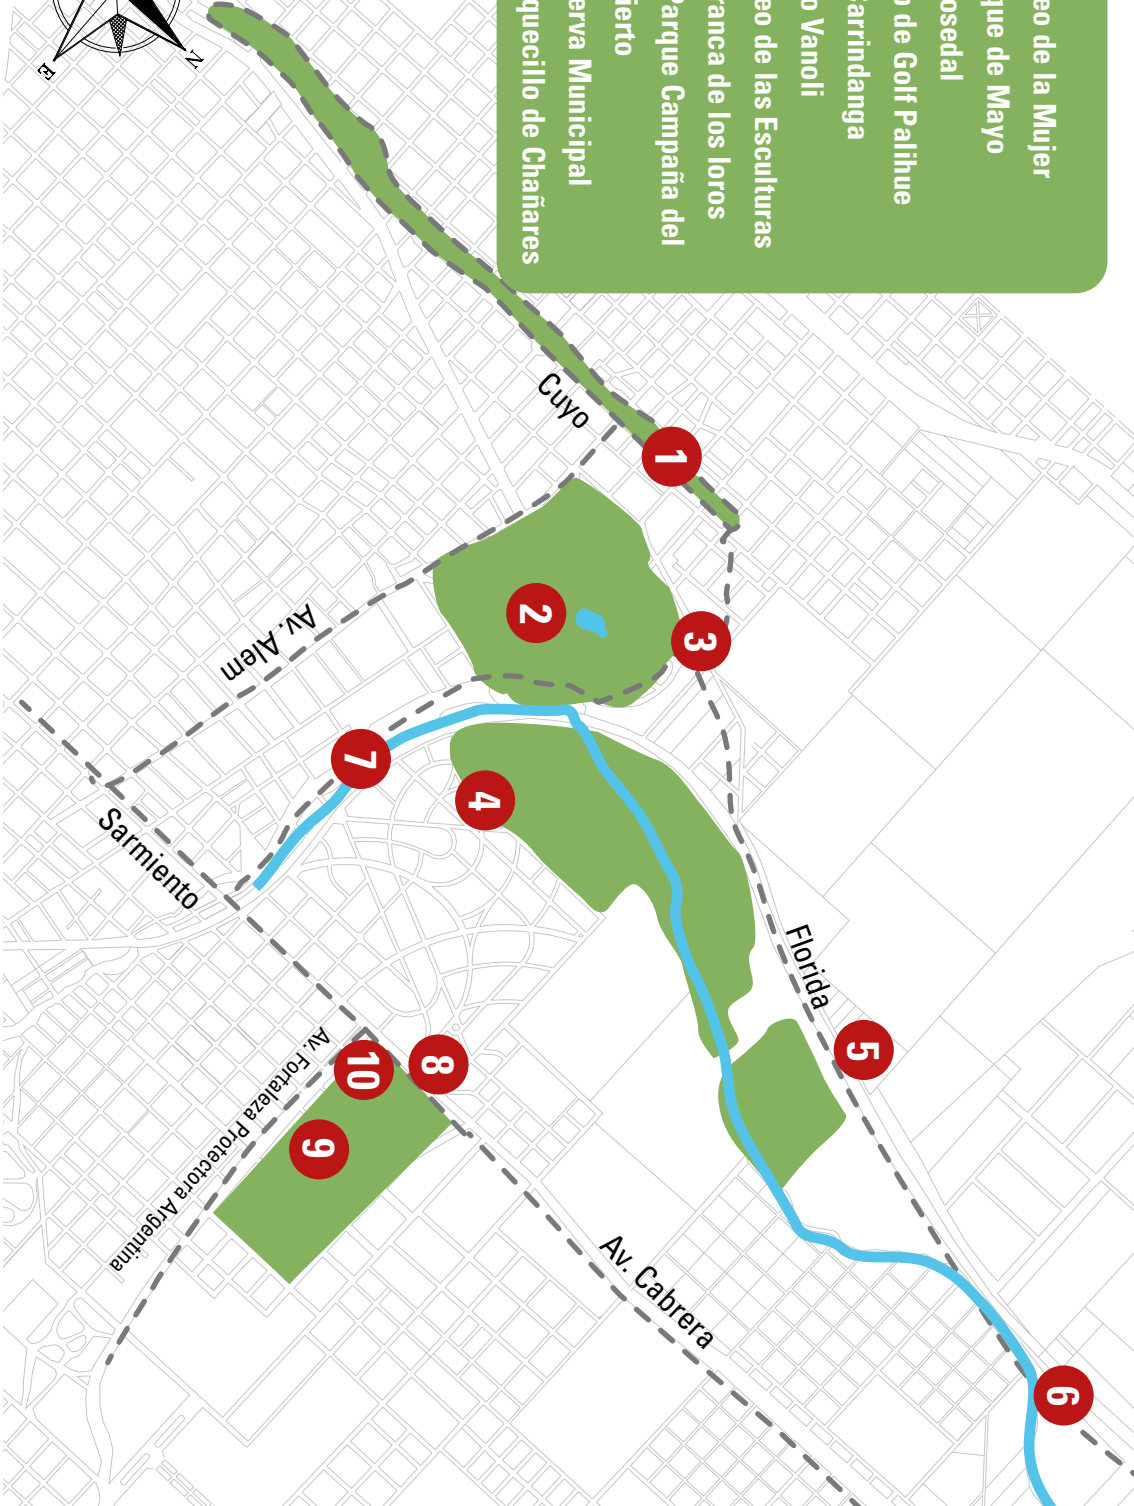 eo de la Mujer
que de Mayo
osedal
o de Golf Palihue
Carrindanga
o Vanoli
eo de las Esculturas
ranca de los loros
Parque Campaña del
ierto
erva Municipal
quecillo de Chañares
N
E
Cuyo
1
2
3
Av. Alem
7
4
Sarmiento
Florida
5
8
10
9
Av. Fortaleza Protectora Argentina
Av. Cabrera
6